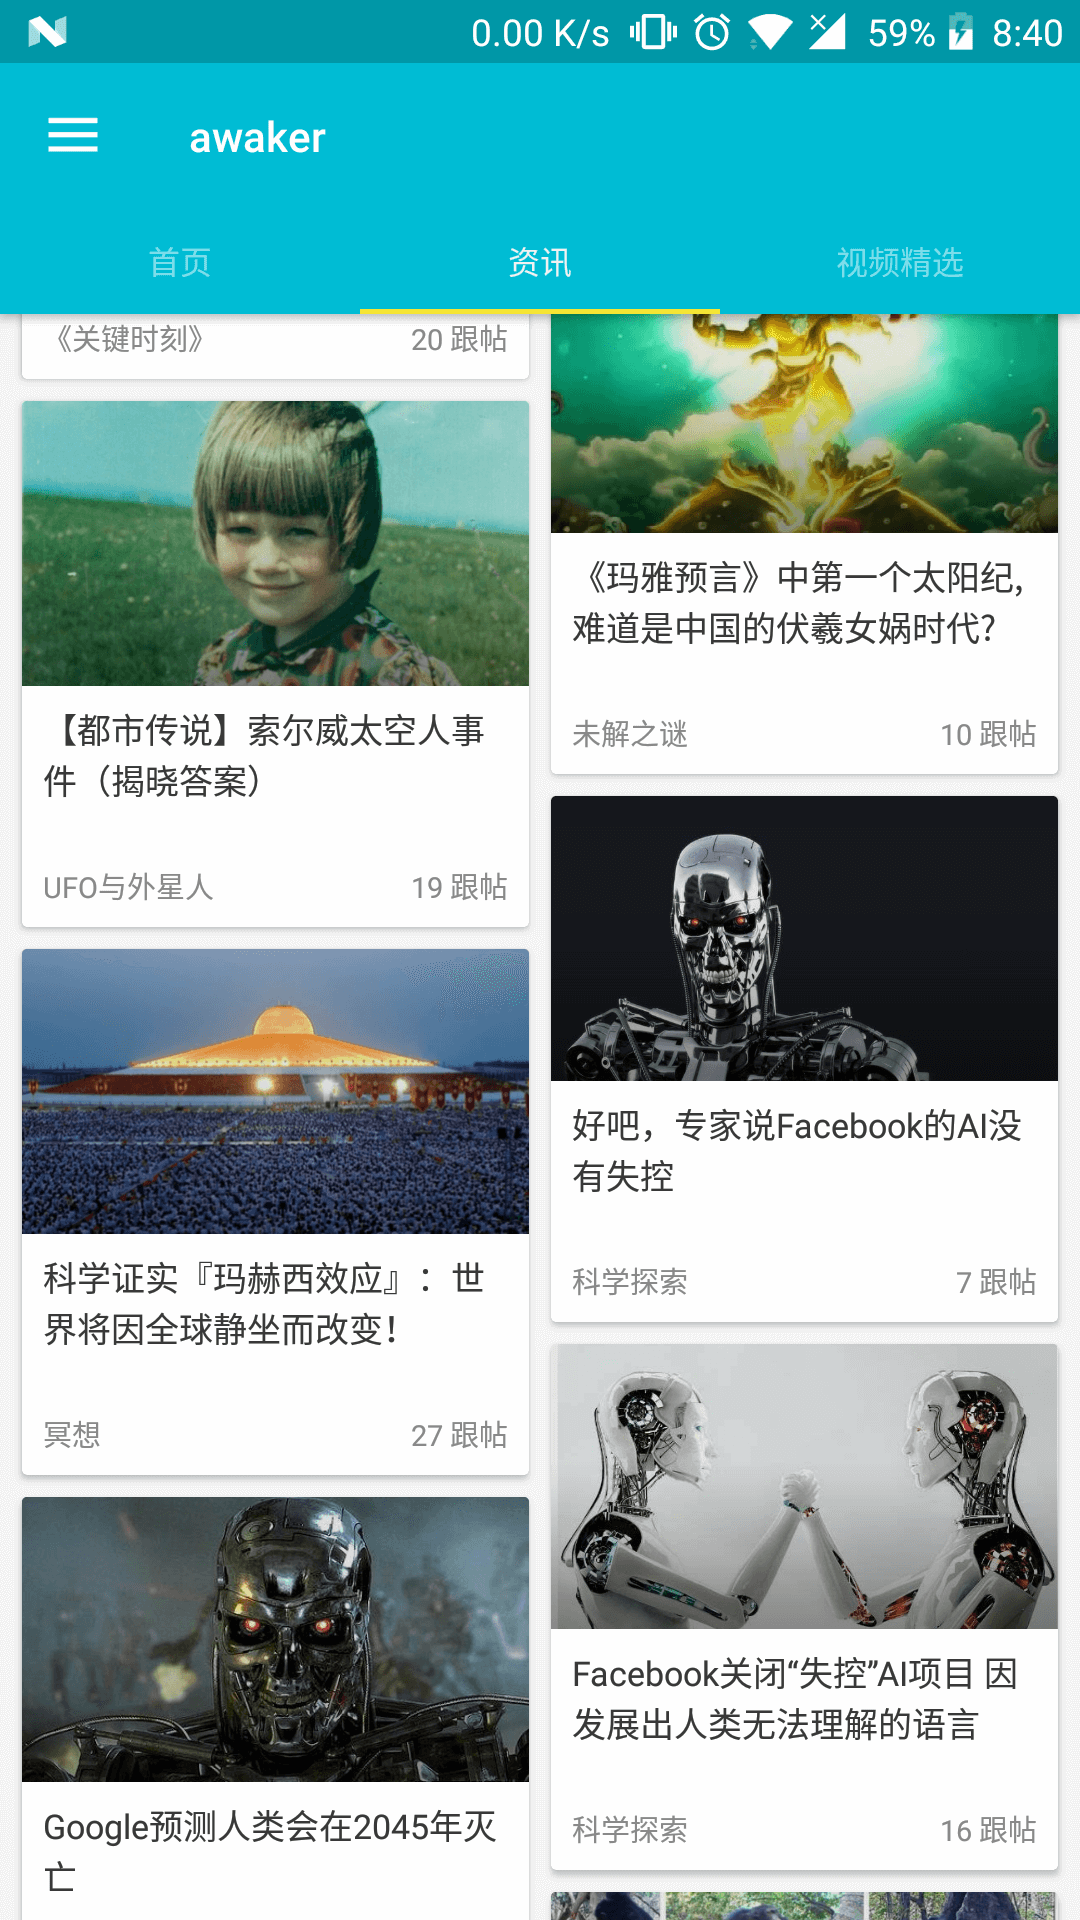 0.00 K/s 59% 8:40
awaker
首页 资讯 视频精选
《关键时刻》 20 跟帖
【都市传说】索尔威太空人事
件（揭晓答案）
UFO与外星人 19 跟帖
科学证实『玛赫西效应』：世
界将因全球静坐而改变！
冥想 27 跟帖
Google预测人类会在2045年灭
亡
《玛雅预言》中第一个太阳纪,
难道是中国的伏羲女娲时代?
未解之谜 10 跟帖
好吧，专家说Facebook的AI没
有失控
科学探索 7 跟帖
Facebook关闭“失控”AI项目 因
发展出人类无法理解的语言
科学探索 16 跟帖